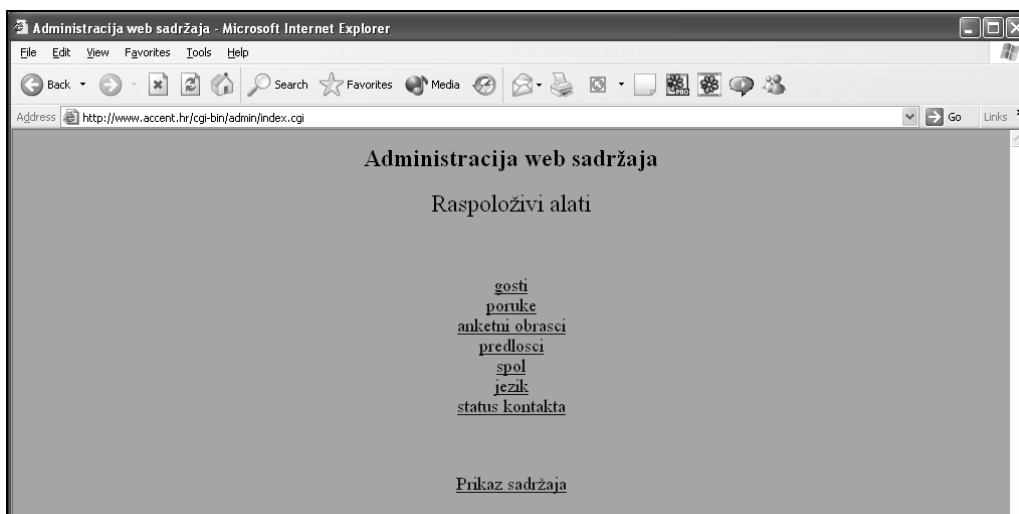 Administracija web sadržaja - Microsoft Internet Explorer
File Edit View Favorites Tools Help
Back Search Favorites Media PRO
Address http://www.accent.hr/cgi-bin/admin/index.cgi Go Links
Administracija web sadržaja
Raspoloživi alati
gosti
poruke
anketni obrasci
predlosci
spol
jezik
status kontakta
Prikaz sadržaja